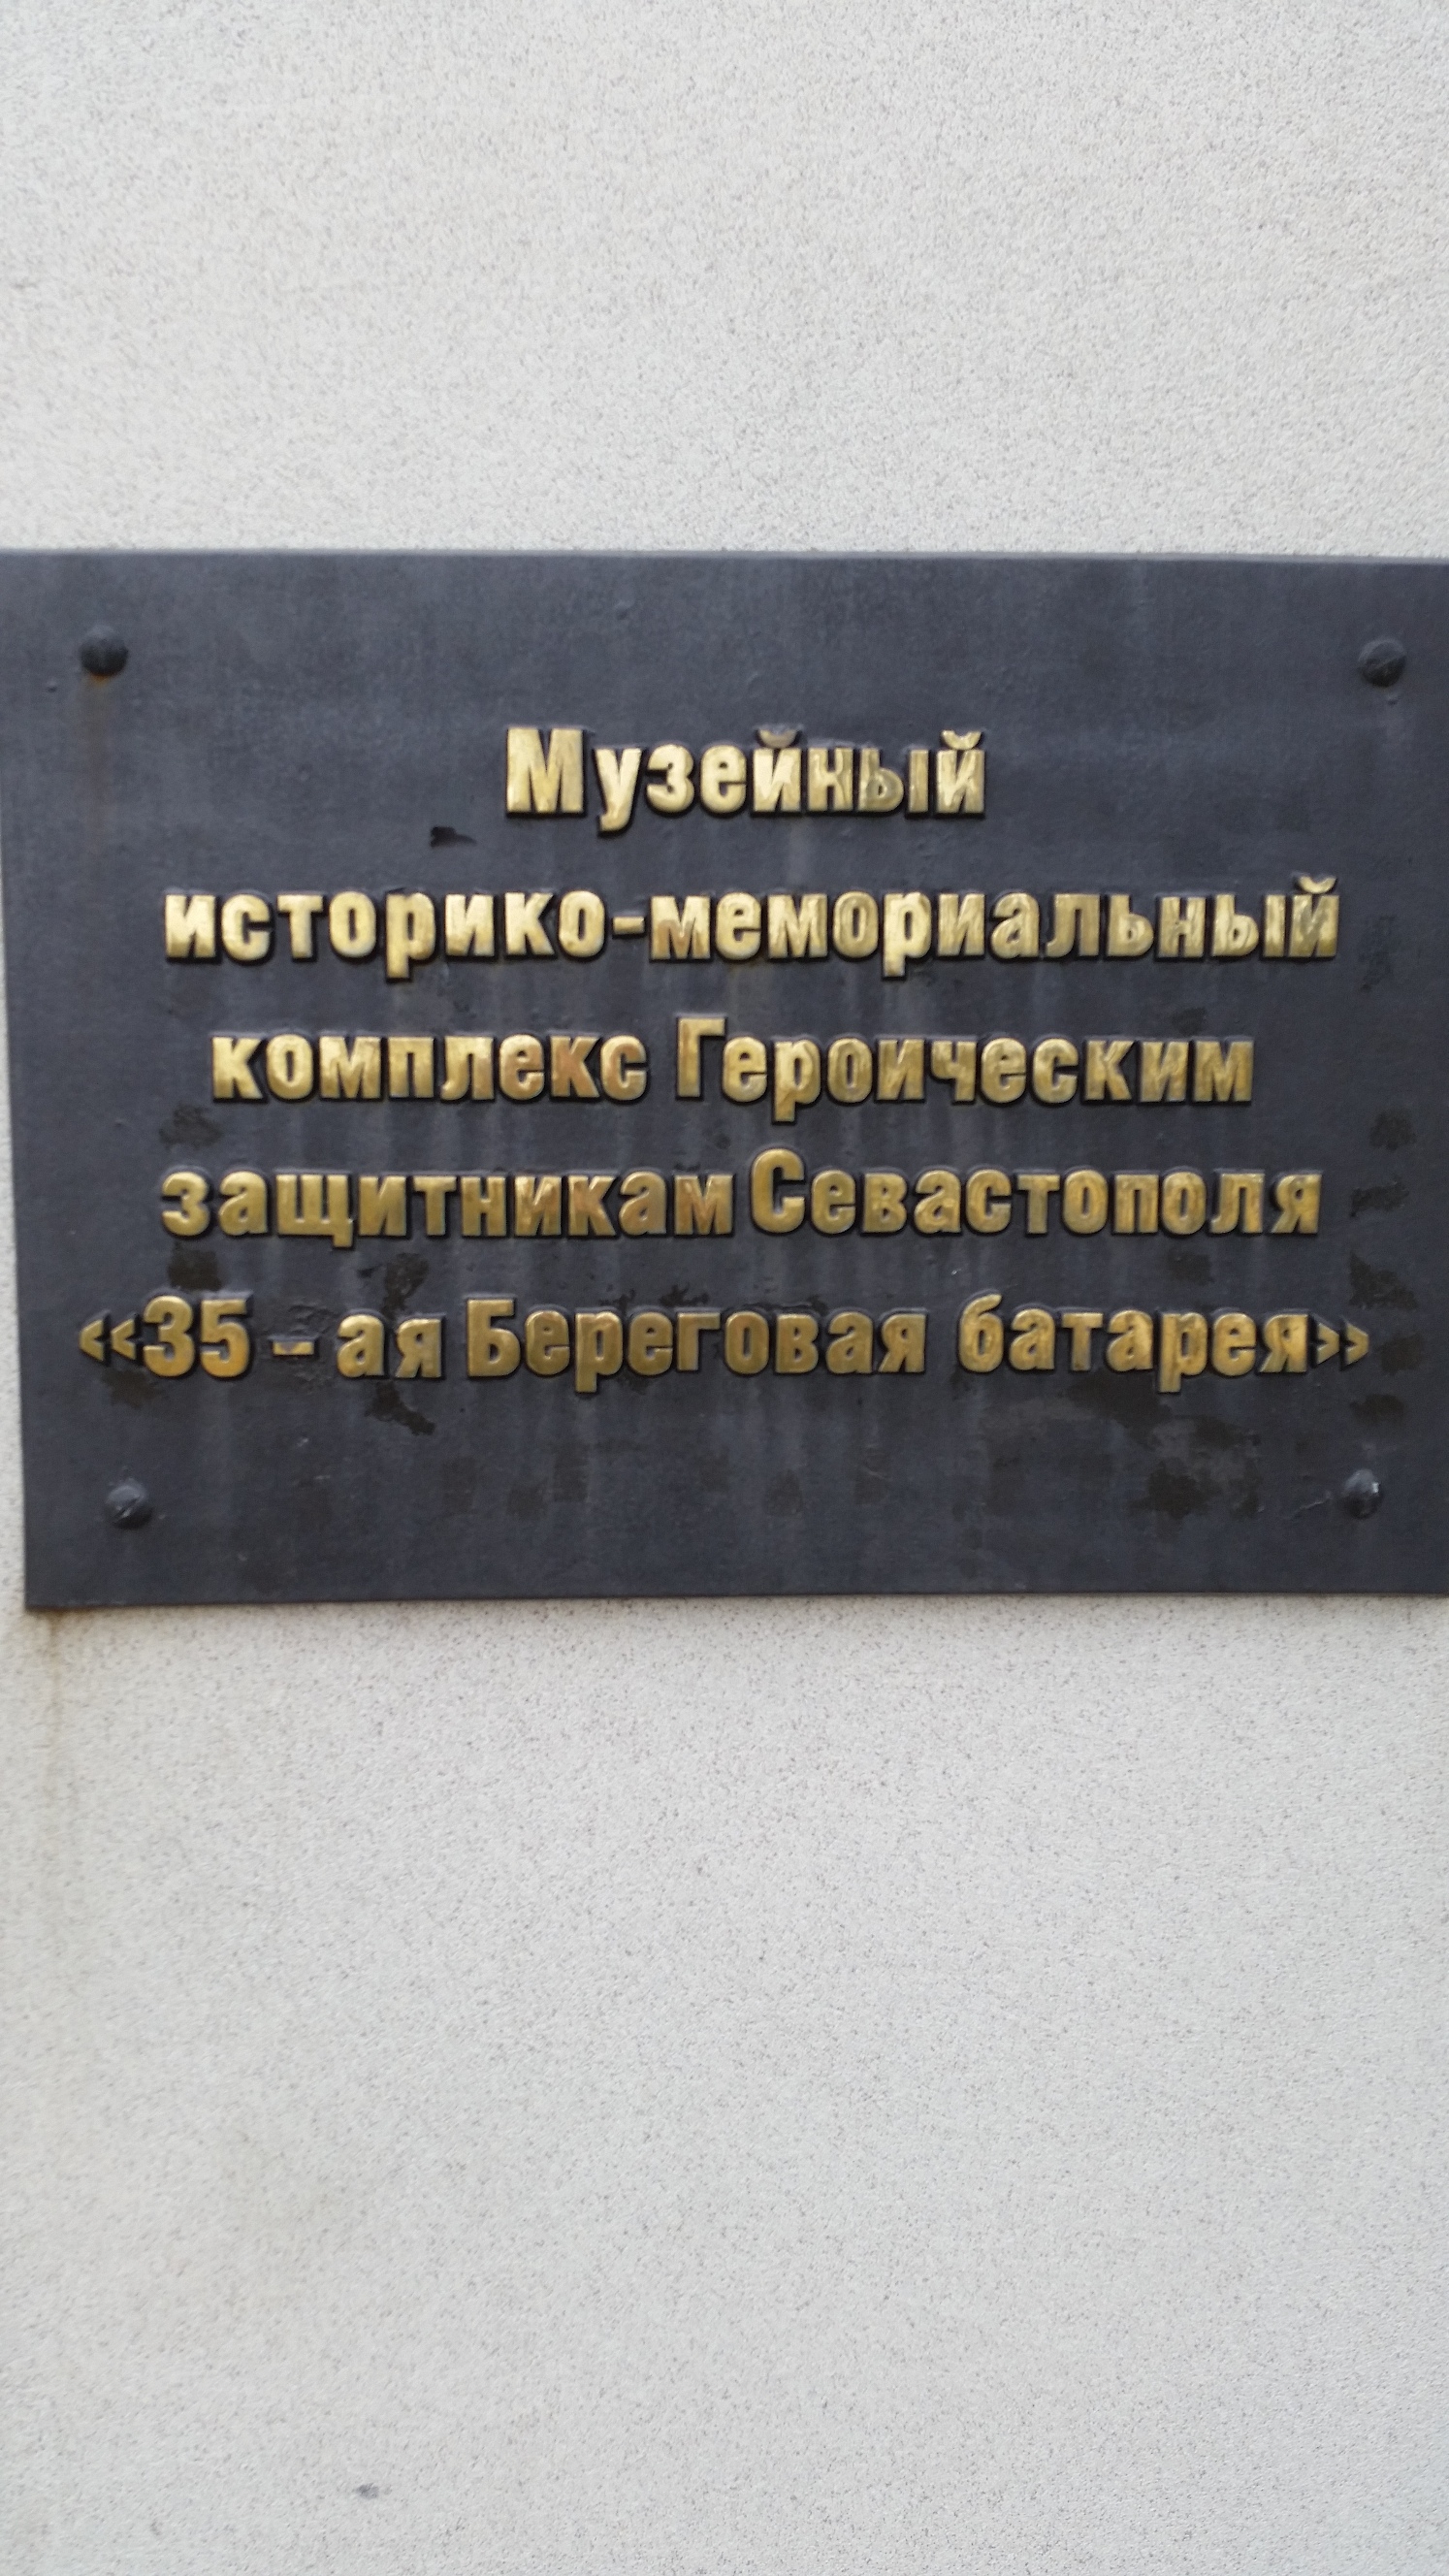 Музейный
историко-мемориальный
комплекс Героическим
защитникам Севастополя
«35 - ая Береговая батарея»